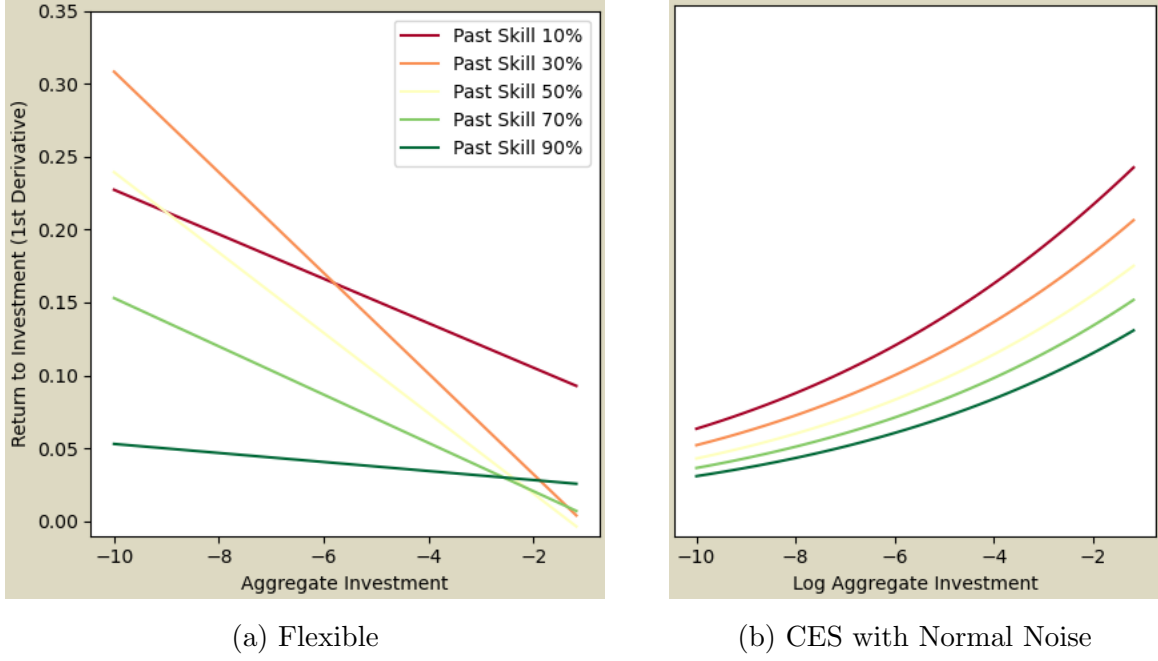 0.35
0.30
0.25
0.20
0.15
0.10
0.05
0.00
Return to Investment (1st Derivative)
Past Skill 10%
Past Skill 30%
Past Skill 50%
Past Skill 70%
Past Skill 90%
−10 −8 −6 −4 −2
Aggregate Investment
−10 −8 −6 −4 −2
Log Aggregate Investment
(a) Flexible
(b) CES with Normal Noise